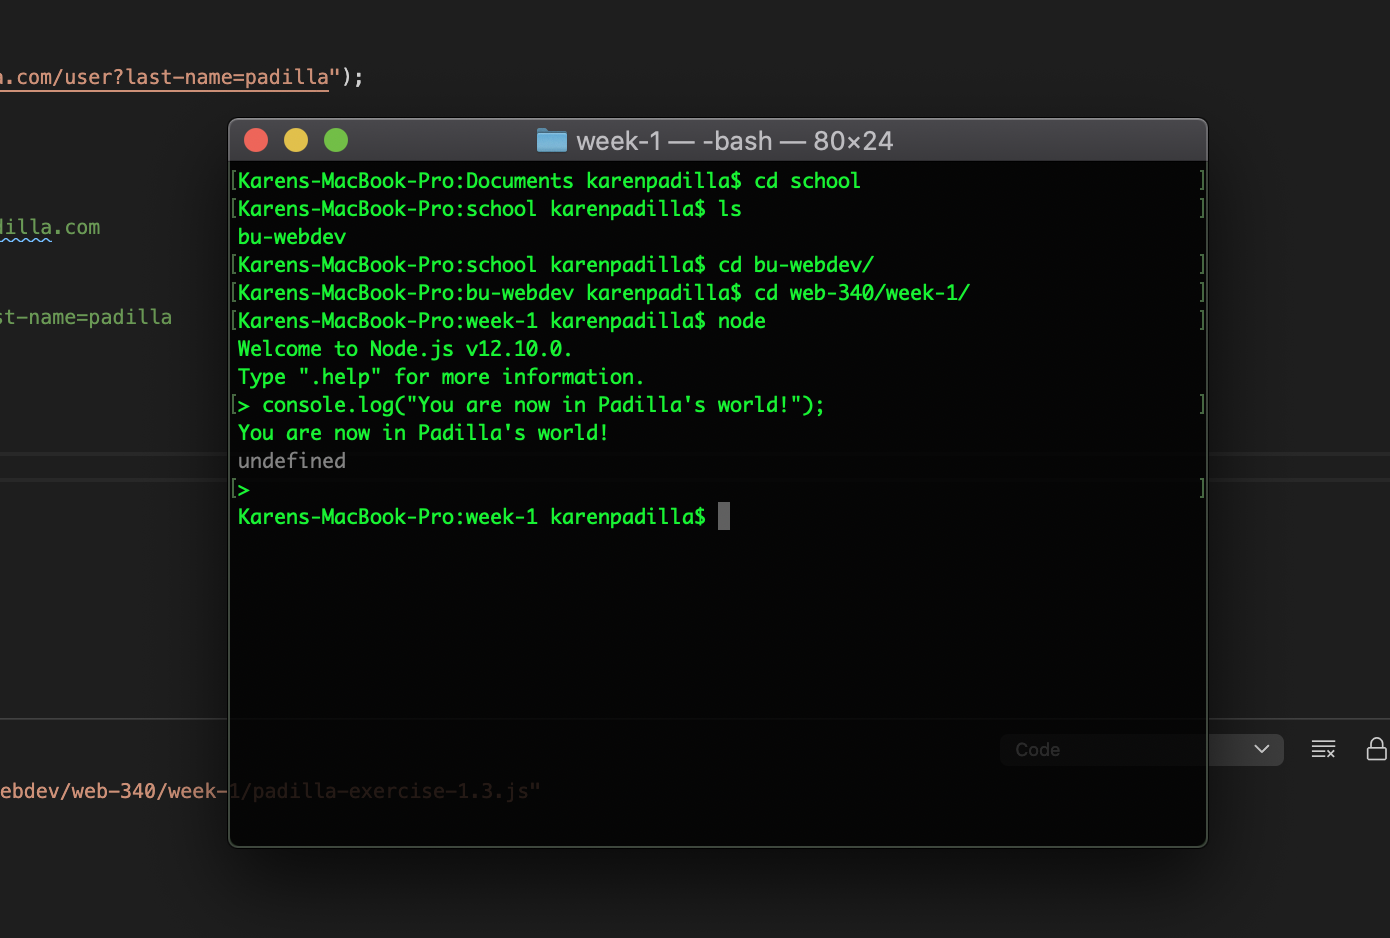 a.com/user?last-name=padilla");
week-1 — -bash — 80×24
[Karens-MacBook-Pro:Documents karenpadilla$ cd school ]
[Karens-MacBook-Pro:school karenpadilla$ ls ]
dilla.com
bu-webdev
[Karens-MacBook-Pro:school karenpadilla$ cd bu-webdev/ ]
[Karens-MacBook-Pro:bu-webdev karenpadilla$ cd web-340/week-1/ ]
st-name=padilla
[Karens-MacBook-Pro:week-1 karenpadilla$ node ]
Welcome to Node.js v12.10.0.
Type ".help" for more information.
[> console.log("You are now in Padilla's world!"); ]
You are now in Padilla's world!
undefined
[> ]
Karens-MacBook-Pro:week-1 karenpadilla$
Code
ebdev/web-340/week-1/padilla-exercise-1.3.js"